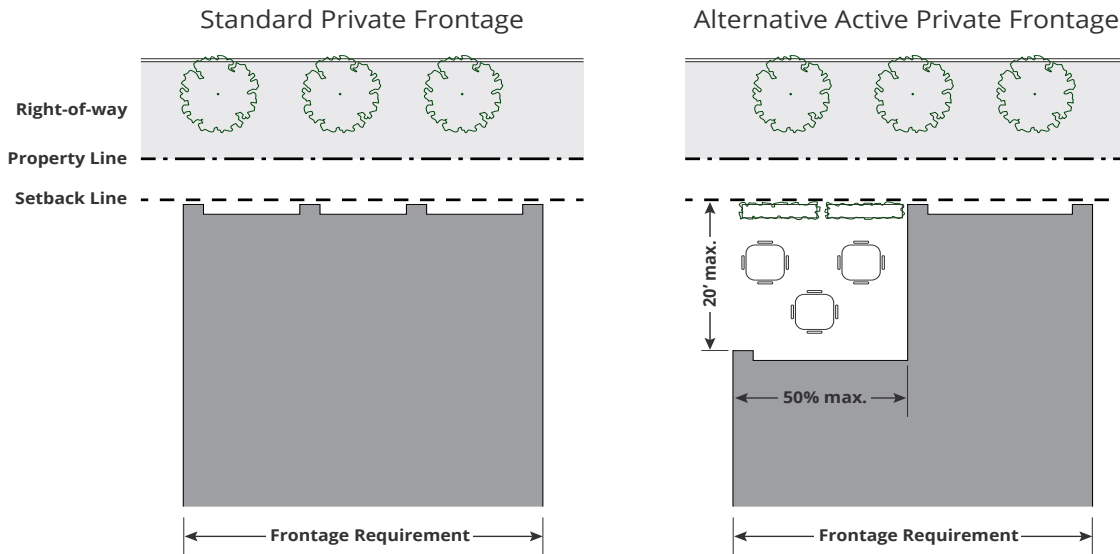 Standard Private Frontage
Alternative Active Private Frontage
Right-of-way
Property Line
Setback Line
20’ max.
50% max.
Frontage Requirement
Frontage Requirement